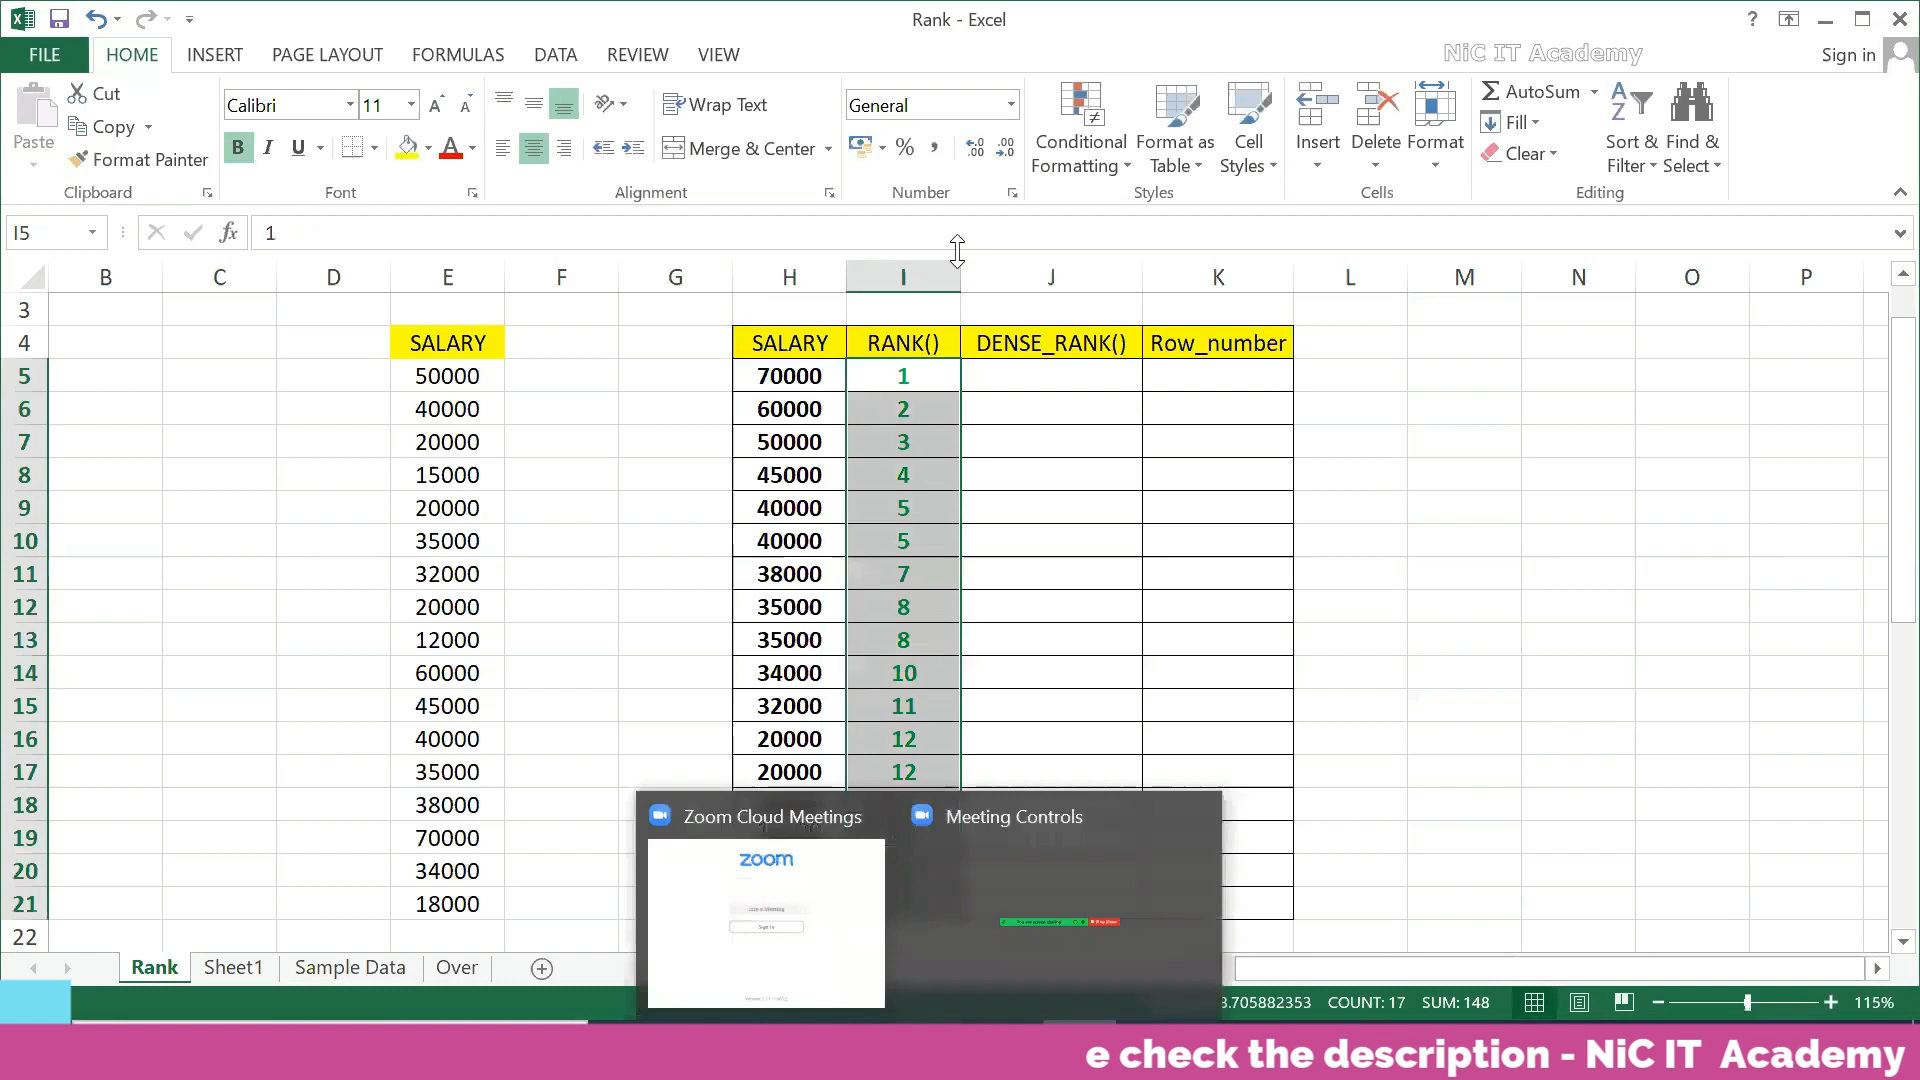 Rank - Excel
?
FILE HOME INSERT PAGE LAYOUT FORMULAS DATA REVIEW VIEW
NiC IT Academy
Sign in
Paste
Cut
Copy
Format Painter
Clipboard
Calibri 11
B I U
Font
Wrap Text
Merge & Center
Alignment
General
%
Number
Conditional Formatting
Format as Table
Cell Styles
Styles
Insert Delete Format
Cells
AutoSum
Fill
Clear
Sort & Filter
Find & Select
Editing
I5 fx 1
B C D E F G H I J K L M N O P
3
4 SALARY SALARY RANK() DENSE_RANK() Row_number
5 50000 70000 1
6 40000 60000 2
7 20000 50000 3
8 15000 45000 4
9 20000 40000 5
10 35000 40000 5
11 32000 38000 7
12 20000 35000 8
13 12000 35000 8
14 60000 34000 10
15 45000 32000 11
16 40000 20000 12
17 35000 20000 12
18 38000
19 70000
20 34000
21 18000
22
Zoom Cloud Meetings
Meeting Controls
zoom
Sign In
Rank Sheet1 Sample Data Over
.705882353 COUNT: 17 SUM: 148 115%
e check the description - NiC IT Academy